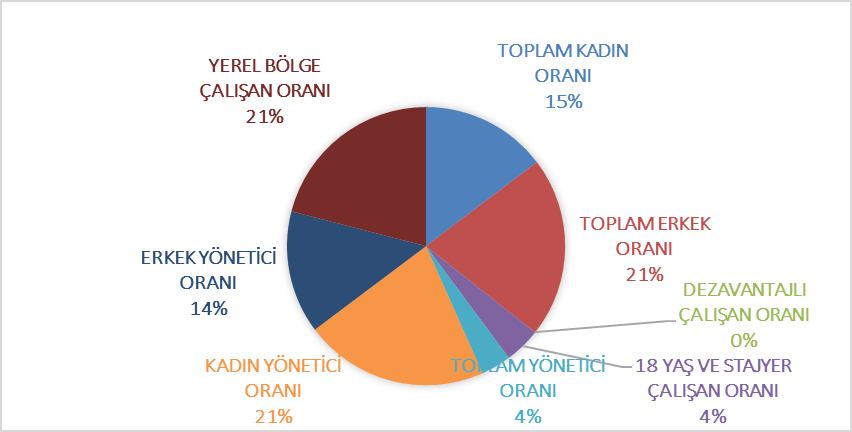 TOPLAM KADIN
ORANI
15%
TOPLAM ERKEK
ORANI
21%
DEZAVANTAJLI
ÇALIŞAN ORANI
0%
18 YAŞ VE STAJYER
ÇALIŞAN ORANI
4%
TOPLAM YÖNETİCİ
ORANI
4%
KADIN YÖNETİCİ
ORANI
21%
ERKEK YÖNETİCİ
ORANI
14%
YEREL BÖLGE
ÇALIŞAN ORANI
21%